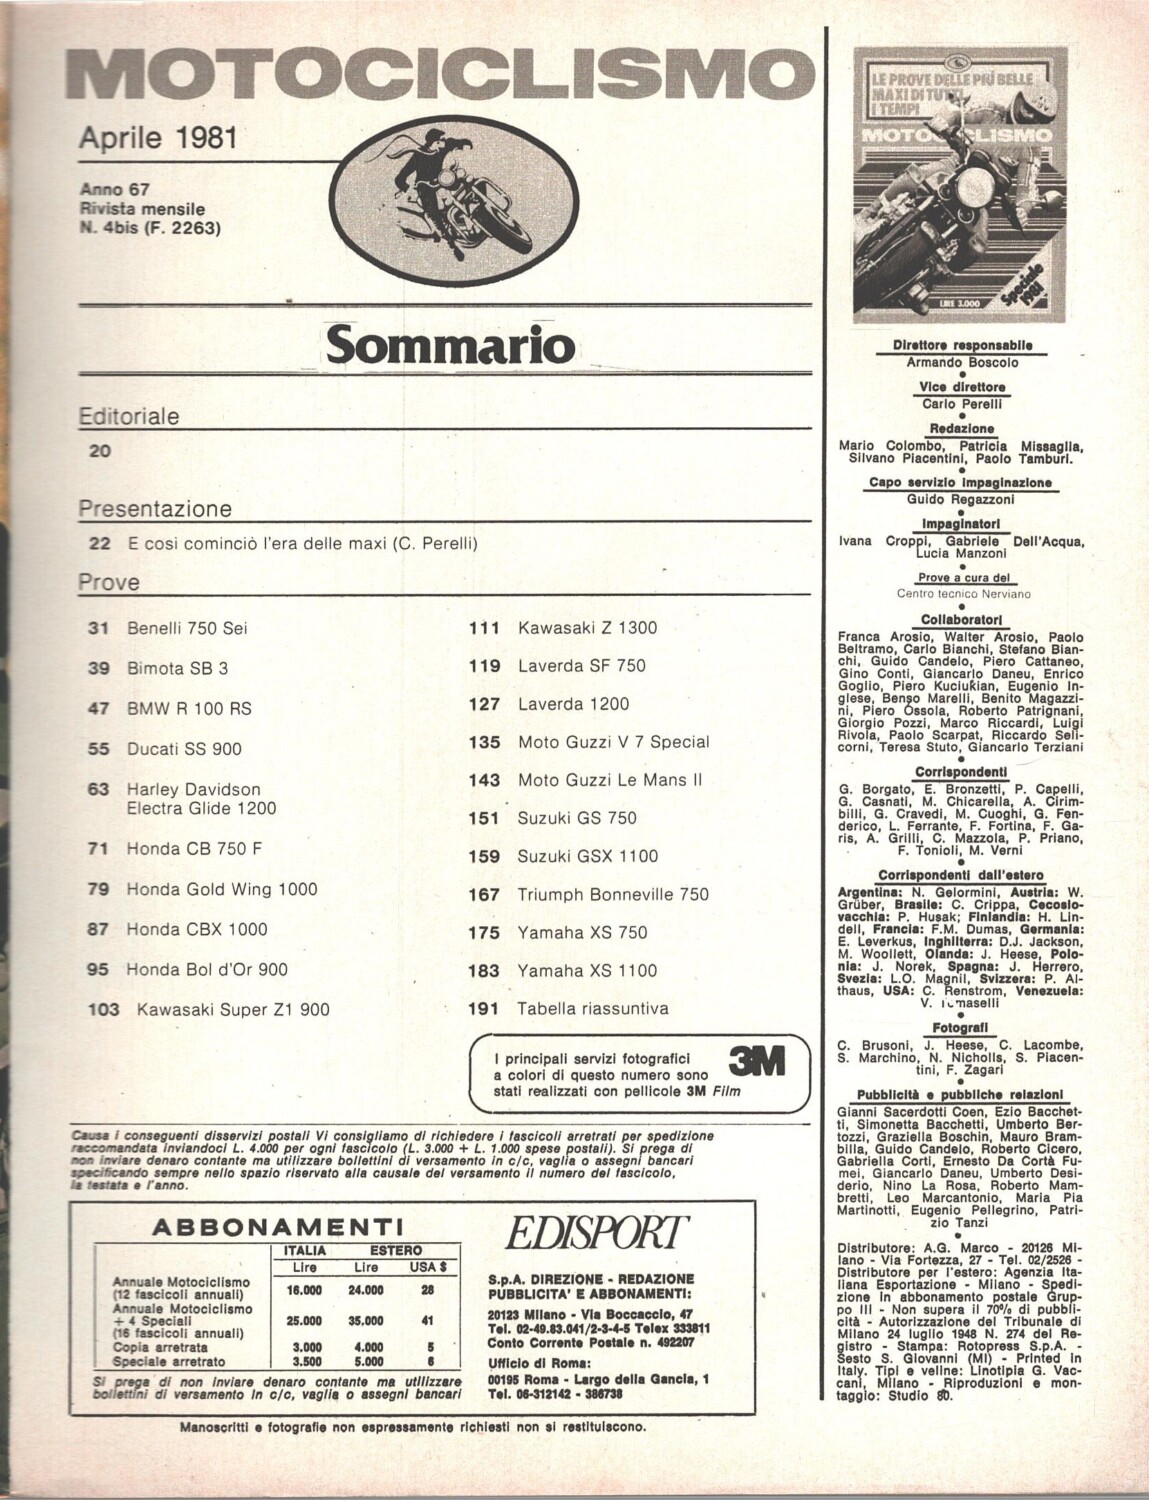 MOTOCICLISMO
Aprile 1981
Anno 67
Rivista mensile
N. 4bis (F. 2263)
Sommario
Editoriale
20
Presentazione
22 E così cominciò l'era delle maxi (C. Perelli)
Prove
31 Benelli 750 Sei
39 Bimota SB 3
47 BMW R 100 RS
55 Ducati SS 900
63 Harley Davidson
Electra Glide 1200
71 Honda CB 750 F
79 Honda Gold Wing 1000
87 Honda CBX 1000
95 Honda Bol d'Or 900
103 Kawasaki Super Z1 900
111 Kawasaki Z 1300
119 Laverda SF 750
127 Laverda 1200
135 Moto Guzzi V 7 Special
143 Moto Guzzi Le Mans II
151 Suzuki GS 750
159 Suzuki GSX 1100
167 Triumph Bonneville 750
175 Yamaha XS 750
183 Yamaha XS 1100
191 Tabella riassuntiva
I principali servizi fotografici
a colori di questo numero sono
stati realizzati con pellicole 3M Film
3M
Causa i conseguenti disservizi postali Vi consigliamo di richiedere i fascicoli arretrati per spedizione
raccomandata inviandoci L. 4.000 per ogni fascicolo (L. 3.000 + L. 1.000 spese postali). Si prega di
non inviare denaro contante ma utilizzare bollettini di versamento in c/c, vaglia o assegni bancari
specificando sempre nello spazio riservato alla causale del versamento il numero del fascicolo,
la testata e l'anno.
ABBONAMENTI
ITALIA ESTERO
Lire Lire USA $
Annuale Motociclismo
(12 fascicoli annuali) 16.000 24.000 28
Annuale Motociclismo
+ 4 Speciali 25.000 35.000 41
(16 fascicoli annuali)
Copia arretrata 3.000 4.000 5
Speciale arretrato 3.500 5.000 6
Si prega di non inviare denaro contante ma utilizzare
bollettini di versamento in c/c, vaglia o assegni bancari
EDISPORT
S.p.A. DIREZIONE - REDAZIONE
PUBBLICITA' E ABBONAMENTI:
20123 Milano - Via Boccaccio, 47
Tel. 02-49.83.041/2-3-4-5 Telex 333811
Conto Corrente Postale n. 492207
Ufficio di Roma:
00195 Roma - Largo della Gancia, 1
Tel. 06-312142 - 386738
Manoscritti e fotografie non espressamente richiesti non si restituiscono.
LE PROVE DELLE PIÙ BELLE
MAXI DI TUTTI
I TEMPI
MOTOCICLISMO
LIRE 3.000
Speciale
1981
Direttore responsabile
Armando Boscolo
Vice direttore
Carlo Perelli
Redazione
Mario Colombo, Patricia Missaglia,
Silvano Piacentini, Paolo Tamburi.
Capo servizio impaginazione
Guido Regazzoni
Impaginatori
Ivana Croppi, Gabriele Dell'Acqua,
Lucia Manzoni
Prove a cura del
Centro tecnico Nerviano
Collaboratori
Franca Arosio, Walter Arosio, Paolo
Beltramo, Carlo Bianchi, Stefano Bian-
chi, Guido Candelo, Piero Cattaneo,
Gino Conti, Giancarlo Daneu, Enrico
Goglio, Piero Kuciukian, Eugenio In-
glese, Benso Marelli, Benito Magazzi-
ni, Piero Ossola, Roberto Patrignani,
Giorgio Pozzi, Marco Riccardi, Luigi
Rivola, Paolo Scarpat, Riccardo Seli-
corni, Teresa Stuto, Giancarlo Terziani
Corrispondenti
G. Borgato, E. Bronzetti, P. Capelli,
G. Casnati, M. Chicarella, A. Cirim-
billi, G. Cravedi, M. Cuoghi, G. Fen-
derico, L. Ferrante, F. Fortina, F. Ga-
ris, A. Grilli, C. Mazzola, P. Priano,
F. Tonioli, M. Verni
Corrispondenti dall'estero
Argentina: N. Gelormini, Austria: W.
Grüber, Brasile: C. Crippa, Cecoslo-
vacchia: P. Husak; Finlandia: H. Lin-
dell, Francia: F.M. Dumas, Germania:
E. Leverkus, Inghilterra: D.J. Jackson,
M. Woollett, Olanda: J. Heese, Polo-
nia: J. Norek, Spagna: J. Herrero,
Svezia: L.O. Magnil, Svizzera: P. Al-
thaus, USA: C. Renstrom, Venezuela:
V.
Fotografi
C. Brusoni, J. Heese, C. Lacombe,
S. Marchino, N. Nicholls, S. Piacen-
tini, F. Zagari
Pubblicità e pubbliche relazioni
Gianni Sacerdotti Coen, Ezio Bacchet-
ti, Simonetta Bacchetti, Umberto Ber-
tozzi, Graziella Boschin, Mauro Bram-
billa, Guido Candelo, Roberto Cicero,
Gabriella Corti, Ernesto Da Cortà Fu-
mei, Giancarlo Daneu, Umberto Desi-
derio, Nino La Rosa, Roberto Mam-
bretti, Leo Marcantonio, Maria Pia
Martinotti, Eugenio Pellegrino, Patri-
zio Tanzi
Distributore: A.G. Marco - 20126 Mi-
lano - Via Fortezza, 27 - Tel. 02/2526 -
Distributore per l'estero: Agenzia Ita-
liana Esportazione - Milano - Spedi-
zione in abbonamento postale Grup-
po III - Non supera il 70% di pubbli-
cità - Autorizzazione del Tribunale di
Milano 24 luglio 1948 N. 274 del Re-
gistro - Stampa: Rotopress S.p.A. -
Sesto S. Giovanni (MI) - Printed in
Italy. Tipi e veline: Linotipia G. Vac-
cani, Milano - Riproduzioni e mon-
taggio: Studio 80.